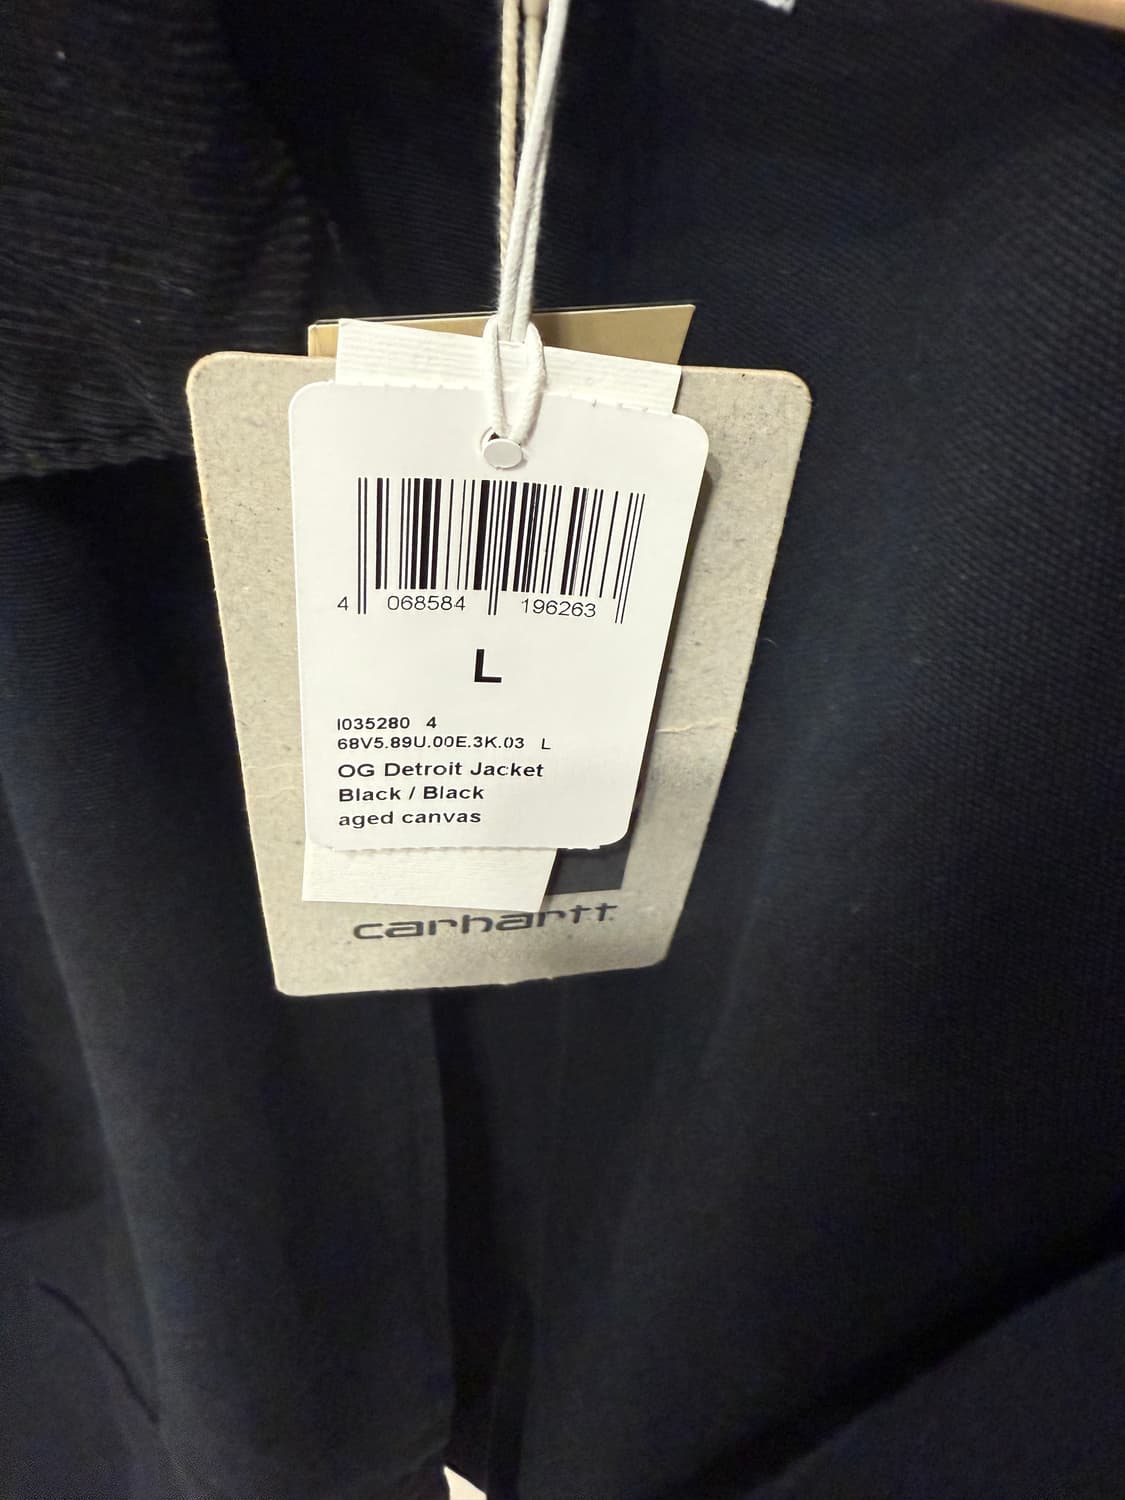 4 068584 196263
L
I035280 4
68V5.89U.00E.3K.03 L
OG Detroit Jacket
Black / Black
aged canvas
carhartt